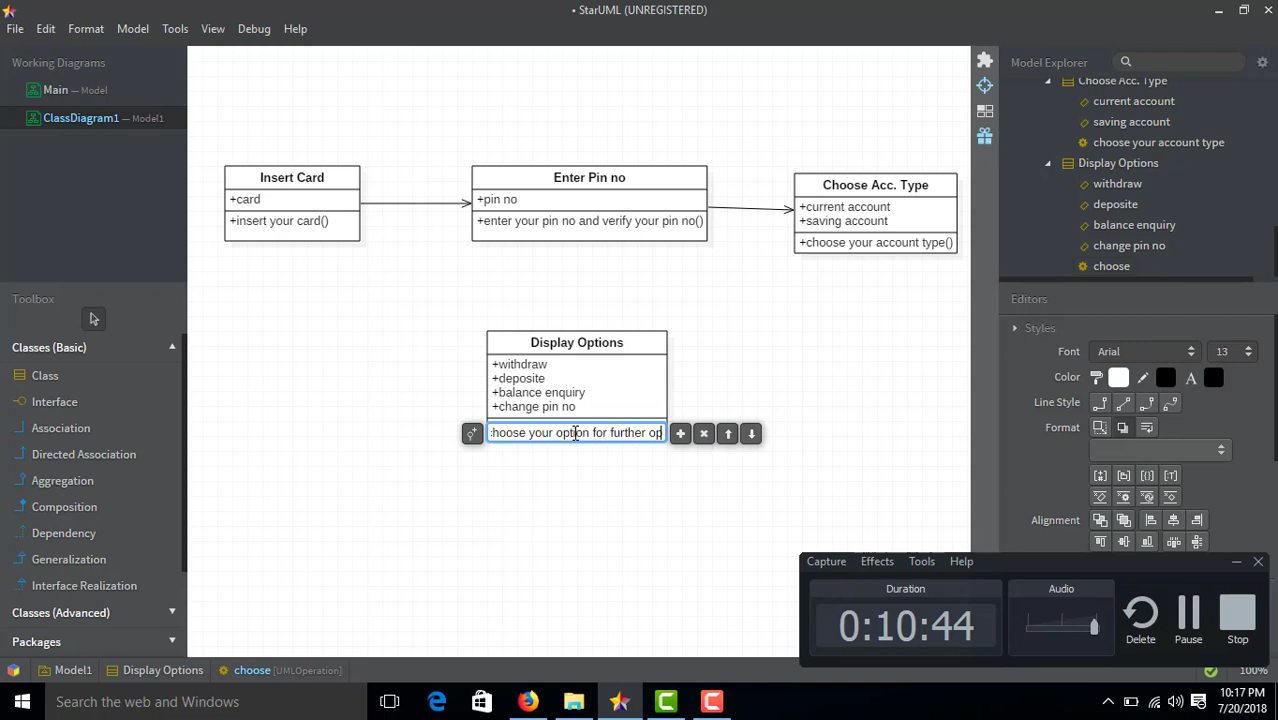 • StarUML (UNREGISTERED)
File Edit Format Model Tools View Debug Help
Working Diagrams
Main — Model
ClassDiagram1 — Model1
Toolbox
Classes (Basic)
Class
Interface
Association
Directed Association
Aggregation
Composition
Dependency
Generalization
Interface Realization
Classes (Advanced)
Packages
Insert Card
+card
+insert your card()
Enter Pin no
+pin no
+enter your pin no and verify your pin no()
Choose Acc. Type
+current account
+saving account
+choose your account type()
Display Options
+withdraw
+deposite
+balance enquiry
+change pin no
choose your option for further op
Model Explorer
Choose Acc. Type
current account
saving account
choose your account type
Display Options
withdraw
deposite
balance enquiry
change pin no
choose
Editors
Styles
Font Arial 13
Color A
Line Style
Format
Alignment
Capture Effects Tools Help
Duration
0:10:44
Audio
Delete
Pause
Stop
Model1 Display Options choose [UMLOperation]
100%
Search the web and Windows
10:17 PM
7/20/2018